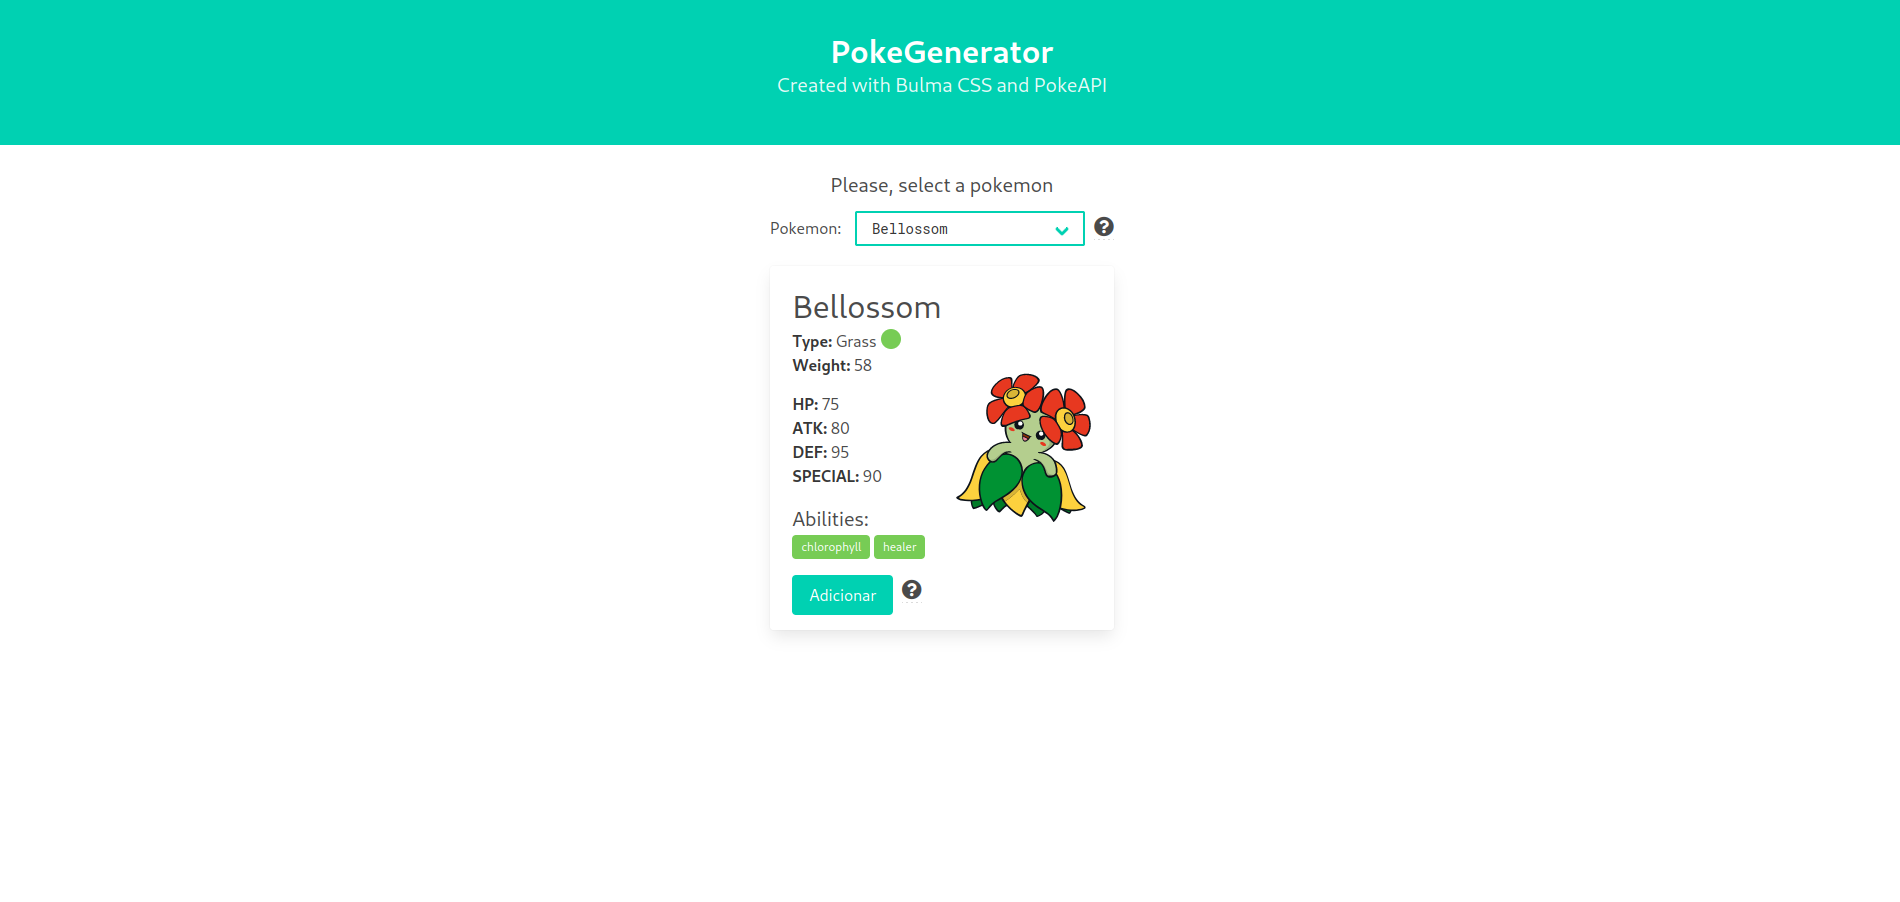 PokeGenerator
Created with Bulma CSS and PokeAPI
Please, select a pokemon
Pokemon: Bellossom ?
Bellossom
Type: Grass
Weight: 58
HP: 75
ATK: 80
DEF: 95
SPECIAL: 90
Abilities:
chlorophyll healer
Adicionar ?